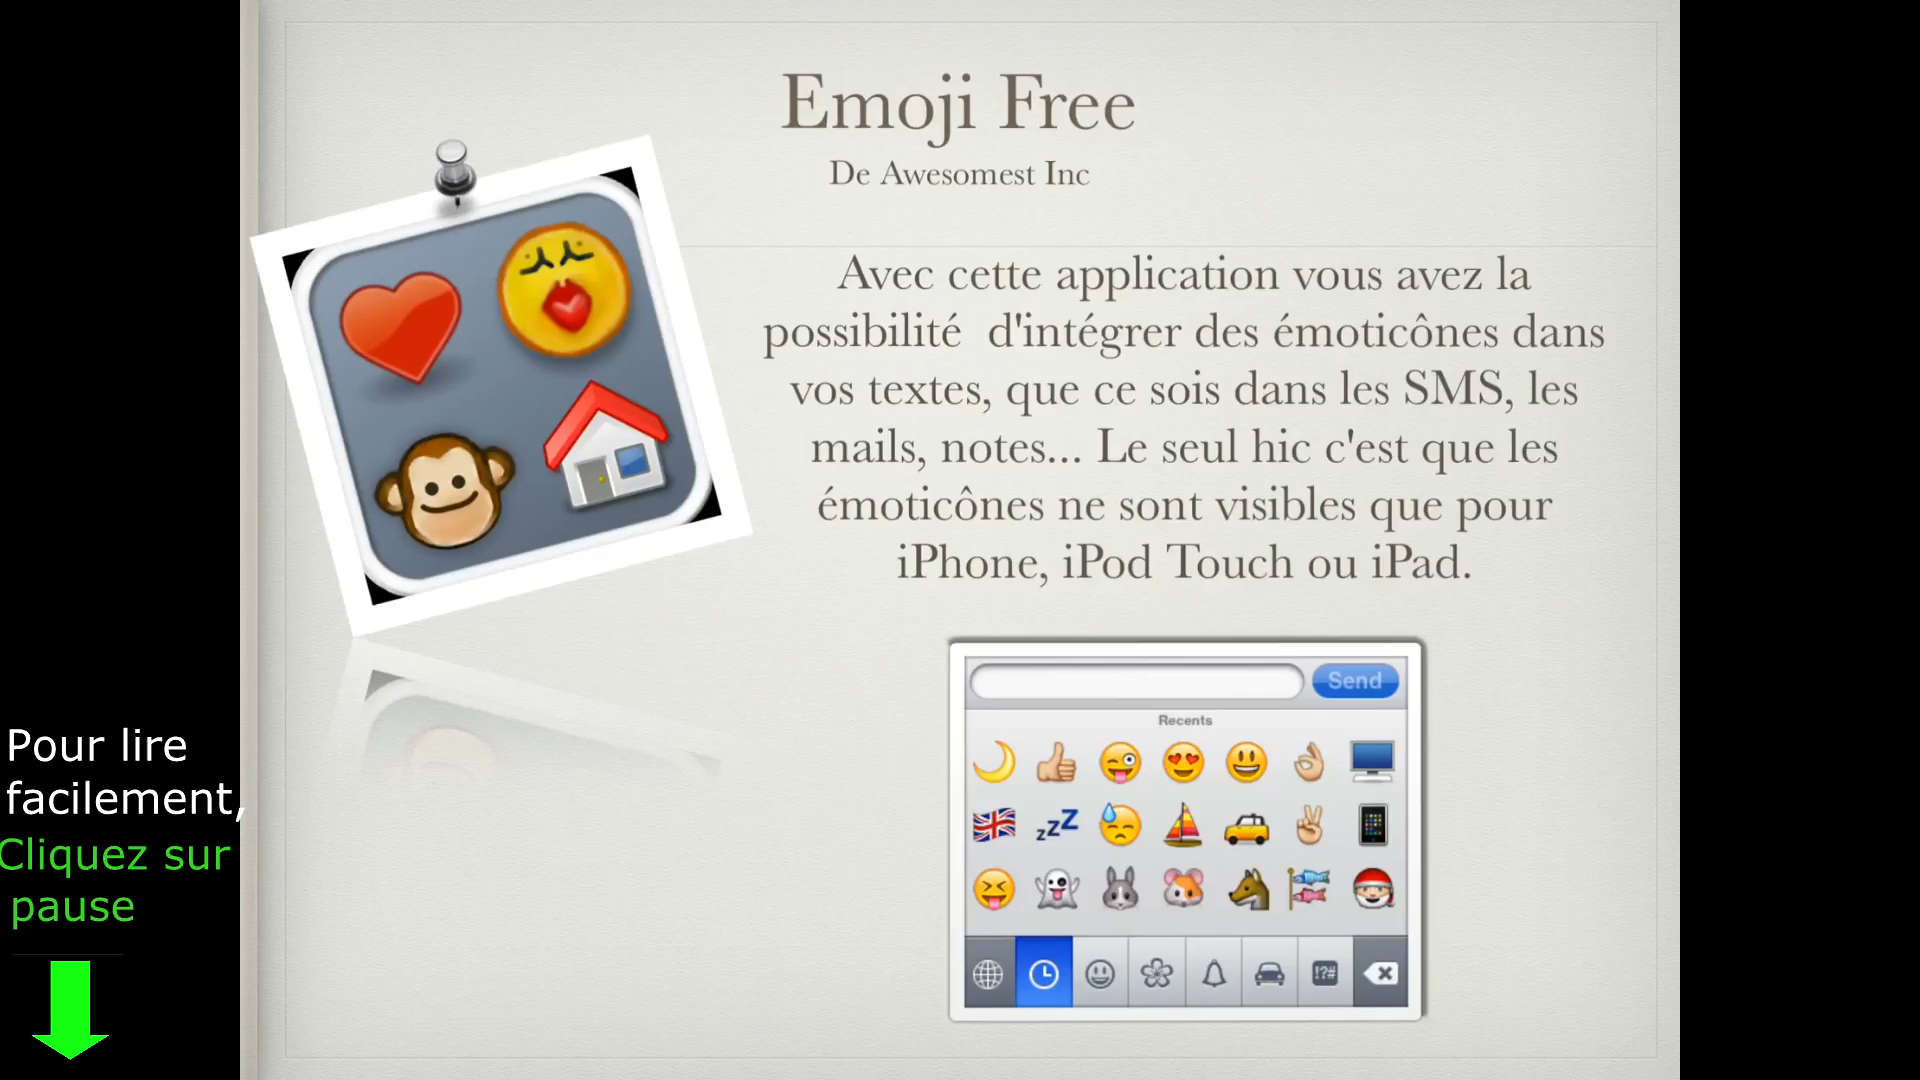 Emoji Free
De Awesomest Inc
Avec cette application vous avez la
possibilité  d'intégrer des émoticônes dans
vos textes, que ce sois dans les SMS, les
mails, notes... Le seul hic c'est que les
émoticônes ne sont visibles que pour
iPhone, iPod Touch ou iPad.
Send
Recents
zzZ
!?#
Pour lire
facilement,
Cliquez sur
pause